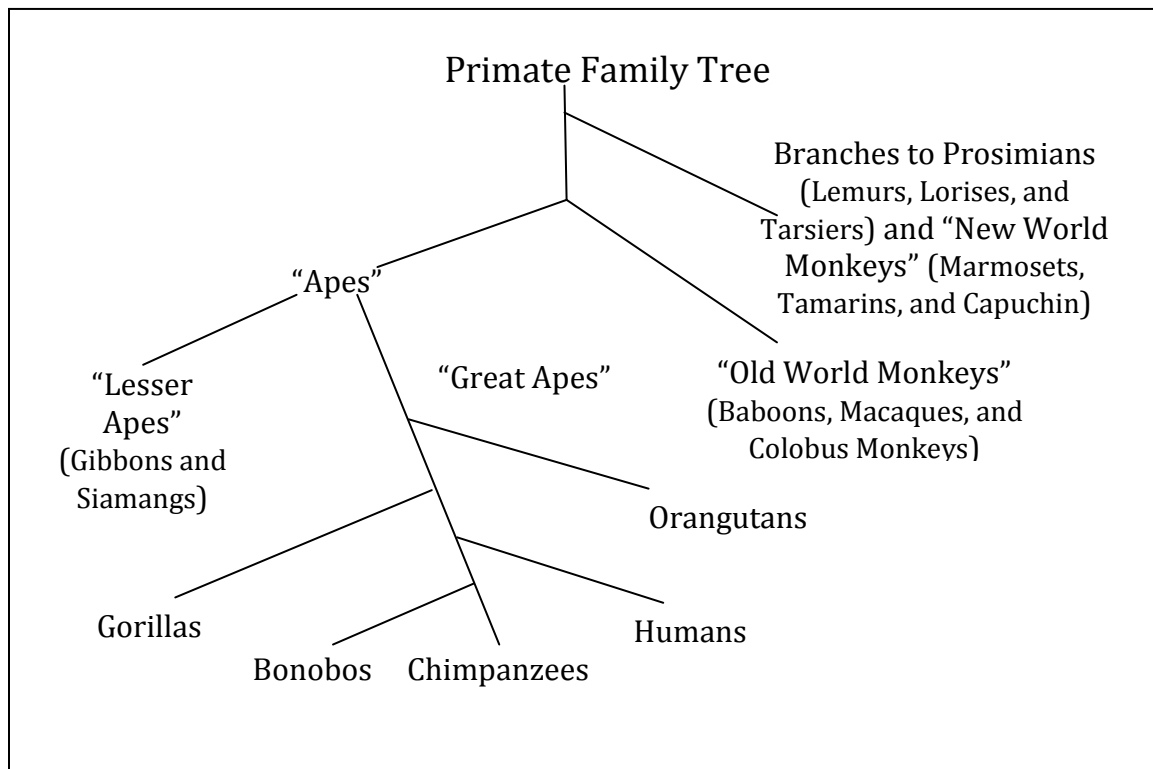 Primate Family Tree
Branches to Prosimians
(Lemurs, Lorises, and
Tarsiers) and “New World
Monkeys” (Marmosets,
Tamarins, and Capuchin)
“Apes”
“Lesser
Apes”
(Gibbons and
Siamangs)
“Great Apes”
“Old World Monkeys”
(Baboons, Macaques, and
Colobus Monkeys)
Orangutans
Gorillas
Humans
Bonobos
Chimpanzees